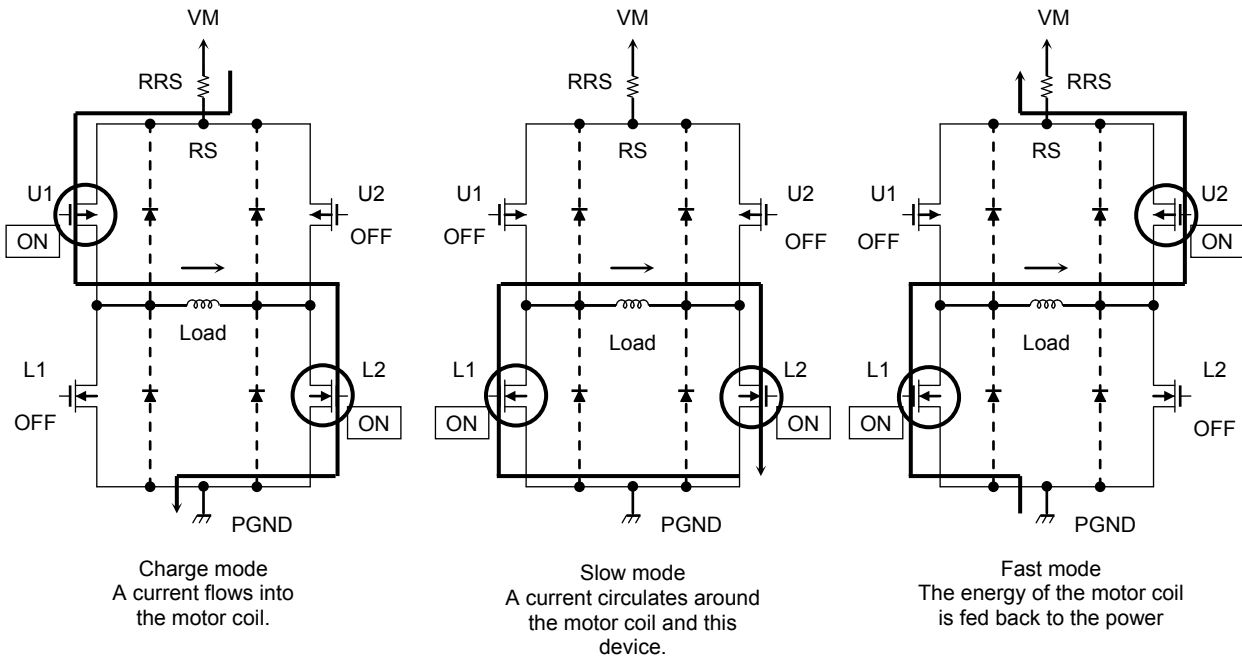 VM
RRS
RS
U1
U2
ON
OFF
Load
L1
L2
OFF
ON
PGND
Charge mode
A current flows into
the motor coil.
VM
RRS
RS
U1
U2
OFF
OFF
Load
L1
L2
ON
ON
PGND
Slow mode
A current circulates around
the motor coil and this
device.
VM
RRS
RS
U1
U2
OFF
ON
Load
L1
L2
ON
OFF
PGND
Fast mode
The energy of the motor coil
is fed back to the power